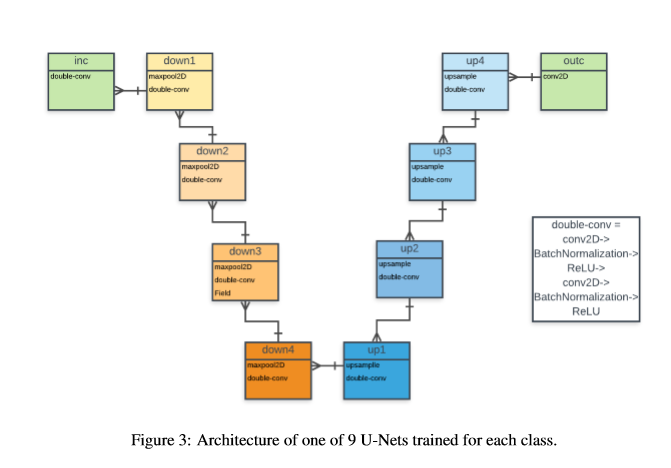 inc
double-conv
down1
maxpool2D
double-conv
down2
maxpool2D
double-conv
down3
maxpool2D
double-conv
Field
down4
maxpool2D
double-conv
up1
upsample
double-conv
up2
upsample
double-conv
up3
upsample
double-conv
up4
upsample
double-conv
outc
conv2D
double-conv =
conv2D->
BatchNormalization->
ReLU->
conv2D->
BatchNormalization->
ReLU
Figure 3: Architecture of one of 9 U-Nets trained for each class.